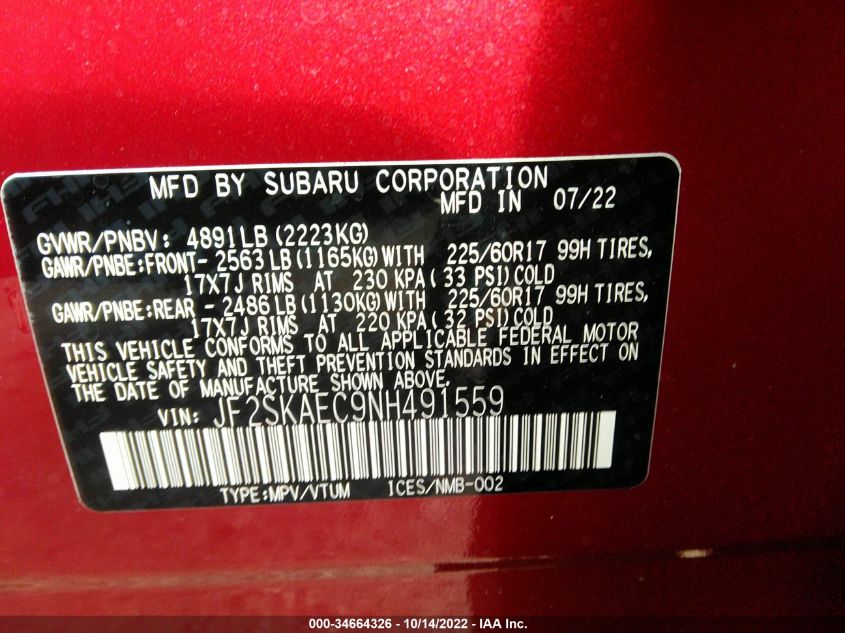 MFD BY SUBARU CORPORATION
MFD IN 07/22
GVWR/PNBV: 4891LB (2223KG)
GAWR/PNBE:FRONT- 2563LB(1165KG)WITH 225/60R17 99H TIRES,
17X7J RIMS AT 230 KPA( 33 PSI)COLD
GAWR/PNBE:REAR - 2486LB(1130KG)WITH 225/60R17 99H TIRES,
17X7J RIMS AT 220 KPA( 32 PSI)COLD
THIS VEHICLE CONFORMS TO ALL APPLICABLE FEDERAL MOTOR
VEHICLE SAFETY AND THEFT PREVENTION STANDARDS IN EFFECT ON
THE DATE OF MANUFACTURE SHOWN ABOVE.
VIN: JF2SKAEC9NH491559
TYPE:MPV/VTUM ICES/NMB-002
000-34664326 - 10/14/2022 - IAA Inc.